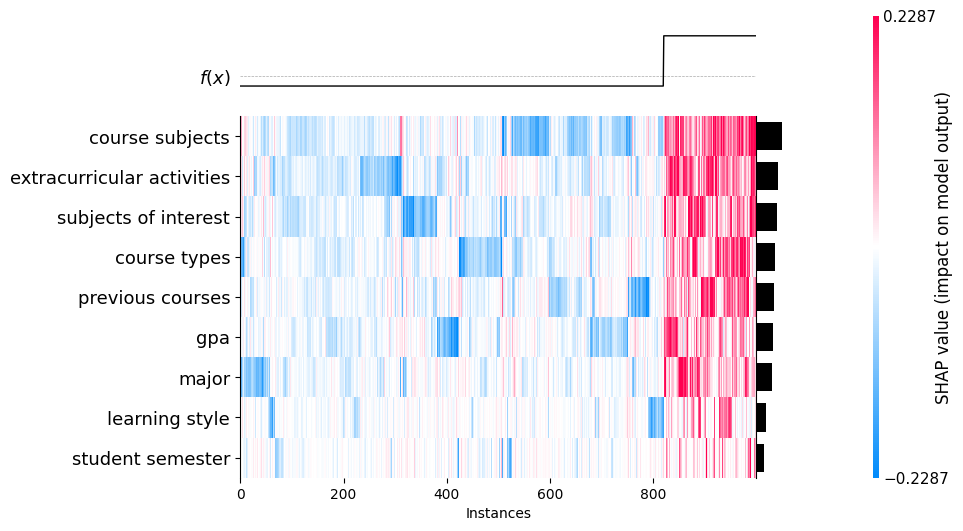 0.2287
f(x)
course subjects
extracurricular activities
subjects of interest
course types
previous courses
gpa
major
learning style
student semester
0 200 400 600 800
Instances
−0.2287
SHAP value (impact on model output)